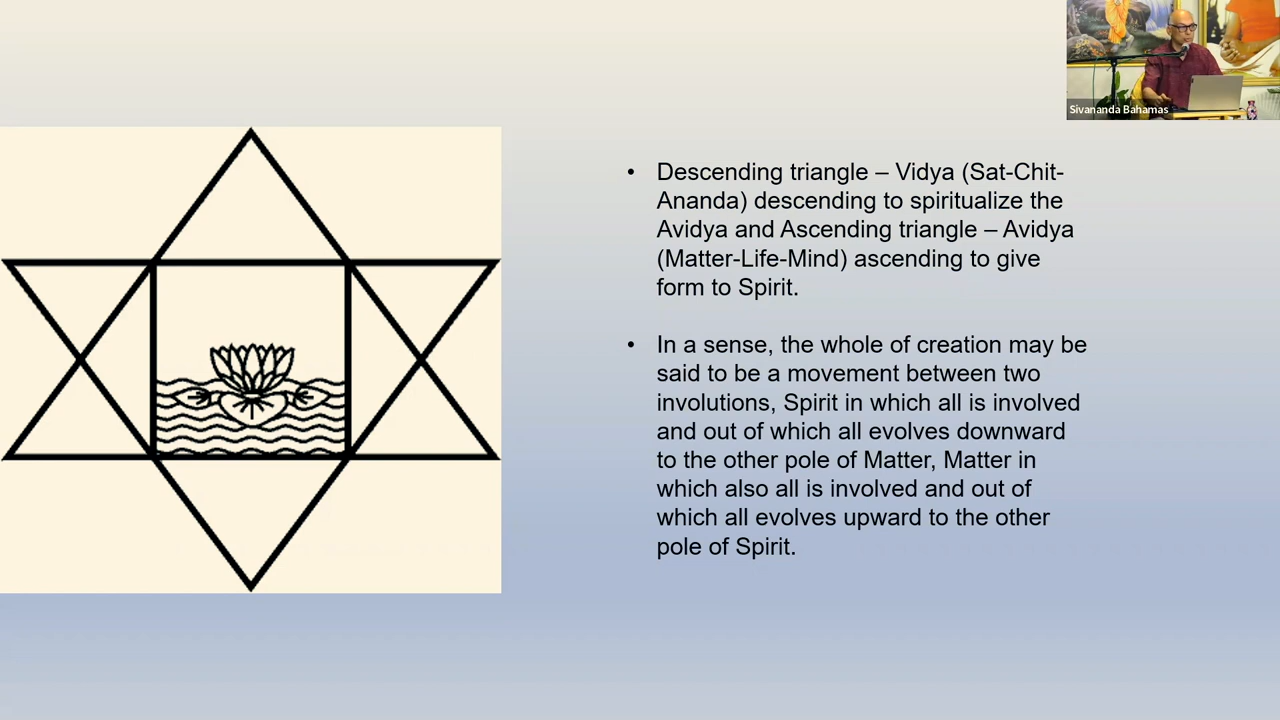 Sivananda Bahamas
• Descending triangle – Vidya (Sat-Chit-
Ananda) descending to spiritualize the
Avidya and Ascending triangle – Avidya
(Matter-Life-Mind) ascending to give
form to Spirit.
• In a sense, the whole of creation may be
said to be a movement between two
involutions, Spirit in which all is involved
and out of which all evolves downward
to the other pole of Matter, Matter in
which also all is involved and out of
which all evolves upward to the other
pole of Spirit.